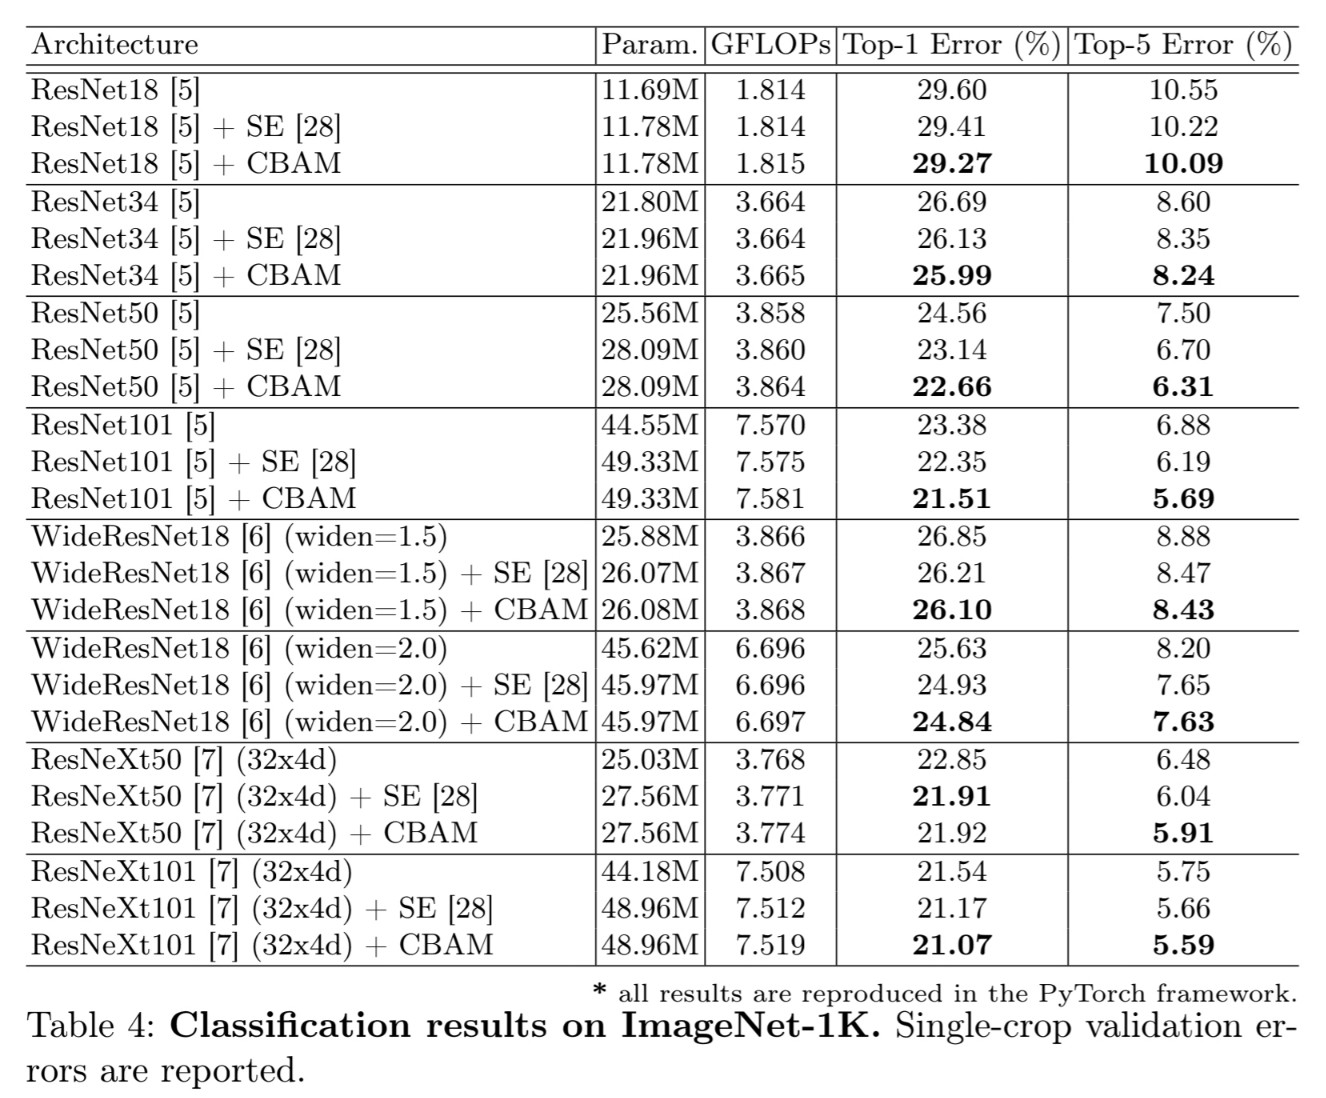 Architecture Param. GFLOPs Top-1 Error (%) Top-5 Error (%)
ResNet18 [5] 11.69M 1.814 29.60 10.55
ResNet18 [5] + SE [28] 11.78M 1.814 29.41 10.22
ResNet18 [5] + CBAM 11.78M 1.815 29.27 10.09
ResNet34 [5] 21.80M 3.664 26.69 8.60
ResNet34 [5] + SE [28] 21.96M 3.664 26.13 8.35
ResNet34 [5] + CBAM 21.96M 3.665 25.99 8.24
ResNet50 [5] 25.56M 3.858 24.56 7.50
ResNet50 [5] + SE [28] 28.09M 3.860 23.14 6.70
ResNet50 [5] + CBAM 28.09M 3.864 22.66 6.31
ResNet101 [5] 44.55M 7.570 23.38 6.88
ResNet101 [5] + SE [28] 49.33M 7.575 22.35 6.19
ResNet101 [5] + CBAM 49.33M 7.581 21.51 5.69
WideResNet18 [6] (widen=1.5) 25.88M 3.866 26.85 8.88
WideResNet18 [6] (widen=1.5) + SE [28] 26.07M 3.867 26.21 8.47
WideResNet18 [6] (widen=1.5) + CBAM 26.08M 3.868 26.10 8.43
WideResNet18 [6] (widen=2.0) 45.62M 6.696 25.63 8.20
WideResNet18 [6] (widen=2.0) + SE [28] 45.97M 6.696 24.93 7.65
WideResNet18 [6] (widen=2.0) + CBAM 45.97M 6.697 24.84 7.63
ResNeXt50 [7] (32x4d) 25.03M 3.768 22.85 6.48
ResNeXt50 [7] (32x4d) + SE [28] 27.56M 3.771 21.91 6.04
ResNeXt50 [7] (32x4d) + CBAM 27.56M 3.774 21.92 5.91
ResNeXt101 [7] (32x4d) 44.18M 7.508 21.54 5.75
ResNeXt101 [7] (32x4d) + SE [28] 48.96M 7.512 21.17 5.66
ResNeXt101 [7] (32x4d) + CBAM 48.96M 7.519 21.07 5.59
* all results are reproduced in the PyTorch framework.
Table 4: Classification results on ImageNet-1K. Single-crop validation er-
rors are reported.